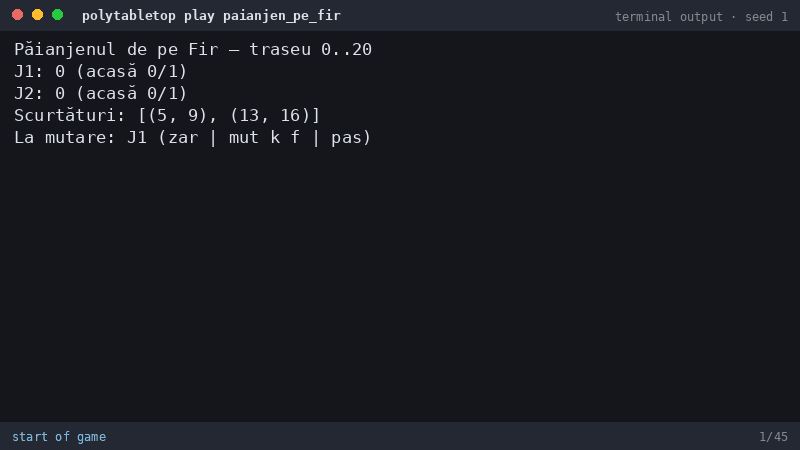 polytabletop play paianjen_pe_fir
terminal output · seed 1
Păianjenul de pe Fir — traseu 0..20
J1: 0 (acasă 0/1)
J2: 0 (acasă 0/1)
Scurtături: [(5, 9), (13, 16)]
La mutare: J1 (zar | mut k f | pas)
start of game
1/45